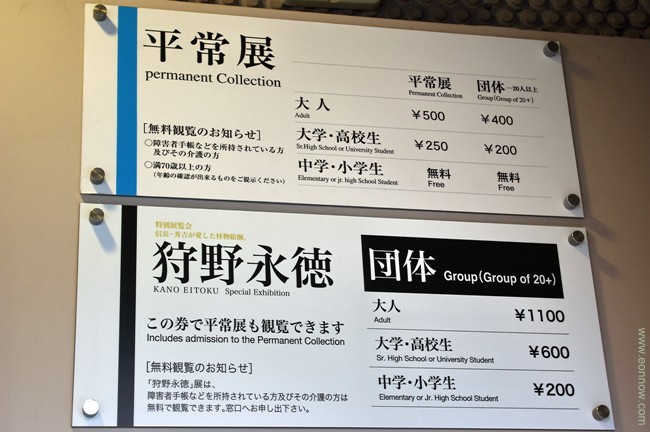 平常展
permanent Collection
平常展 団体 ―20人以上
Permanent Collection Group(Group of 20+)
大人 ￥500 ￥400
Adult
大学・高校生 ￥250 ￥200
Sr.High School or University Student
中学・小学生 無料 無料
Elementary or jr. high School Student Free Free
［無料観覧のお知らせ］
○障害者手帳などを所持されている方
及びその介護の方
○満70歳以上の方
（年齢の確認が出来るものをご提示ください）
特別展覧会
狩野永徳
KANO EITOKU Special Exhibition
この券で平常展も観覧できます
Includes admission to the Permanent Collection
［無料観覧のお知らせ］
「狩野永徳」展は、
障害者手帳などを所持されている方及びその介護の方は
無料で観覧できます。窓口へお申し出下さい。
団体 Group(Group of 20+)
大人 ￥1100
Adult
大学・高校生 ￥600
Sr. High School or University Student
中学・小学生 ￥200
Elementary or Jr. High School Student
www.eonnow.com